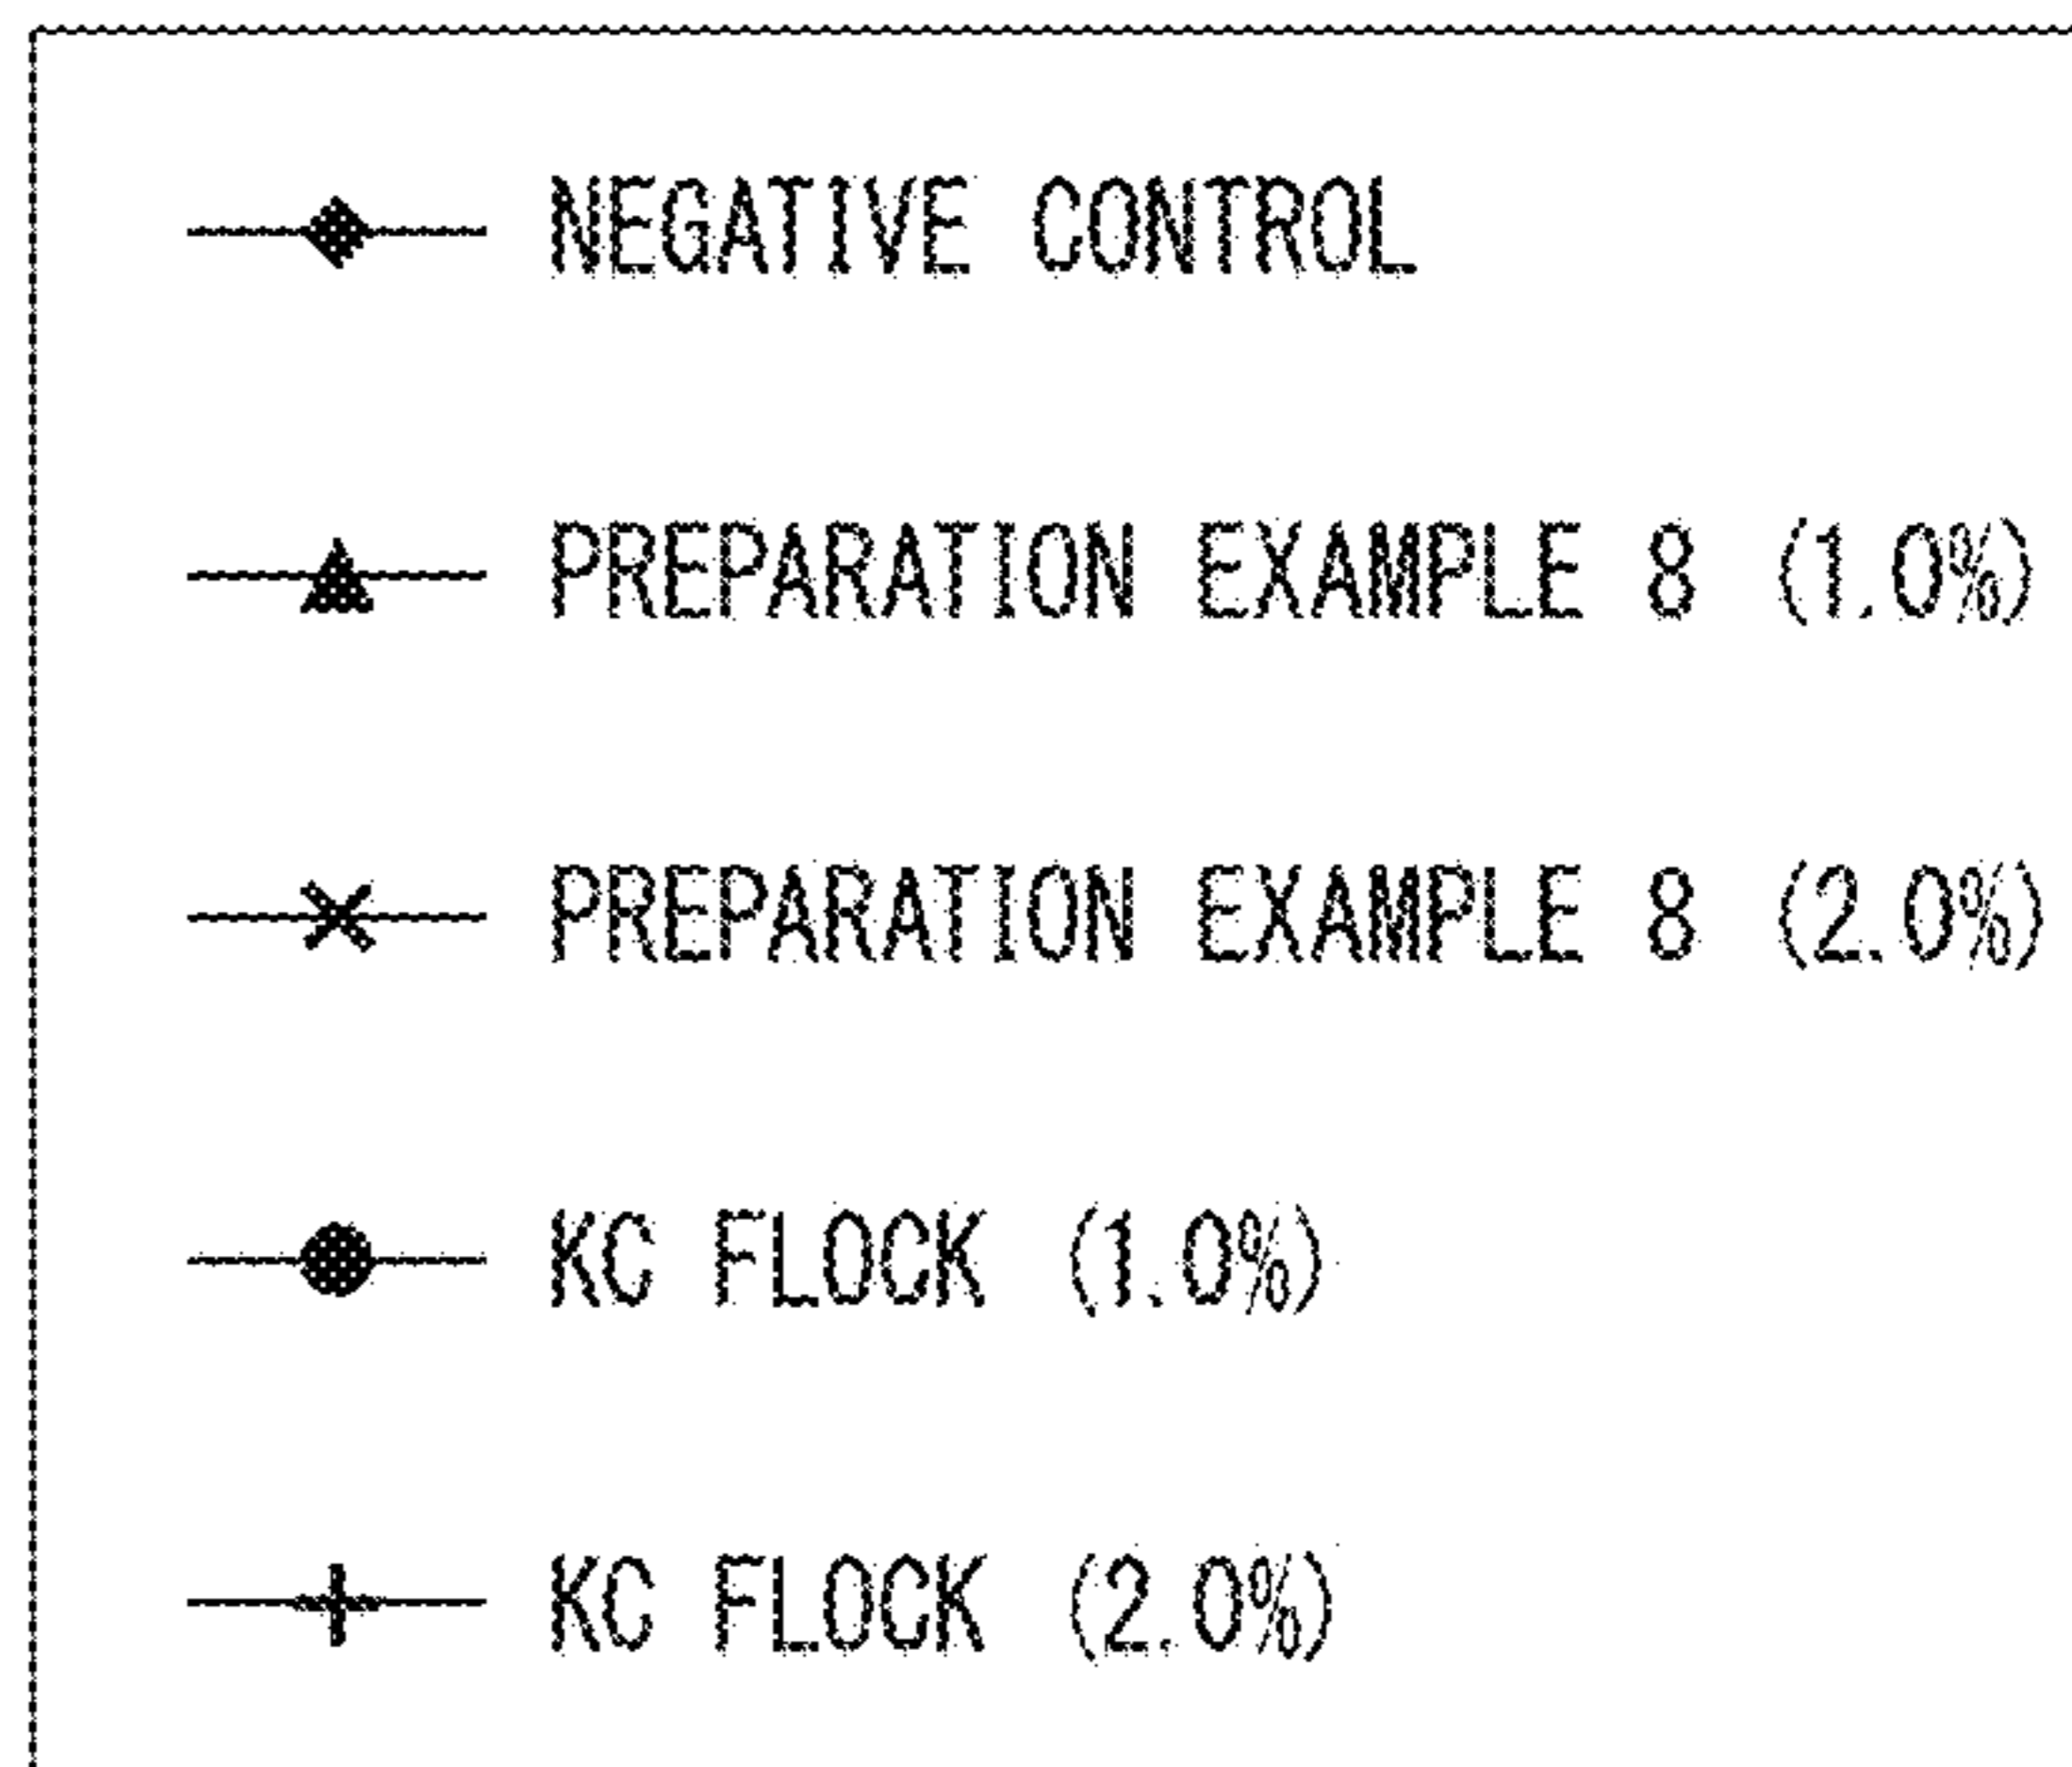 NEGATIVE CONTROL
PREPARATION EXAMPLE 8 (1.0%)
PREPARATION EXAMPLE 8 (2.0%)
KC FLOCK (1.0%)
KC FLOCK (2.0%)